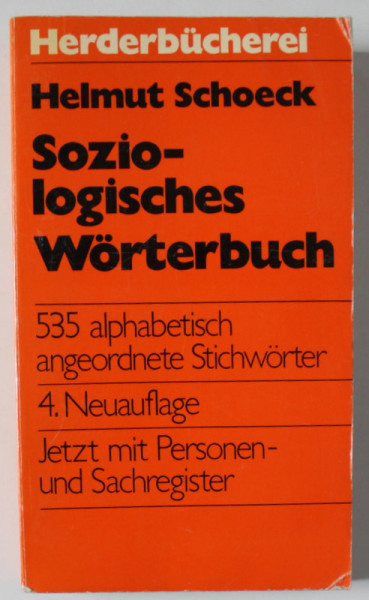 Herderbücherei
Helmut Schoeck
Sozio-
logisches
Wörterbuch
535 alphabetisch
angeordnete Stichwörter
4. Neuauflage
Jetzt mit Personen-
und Sachregister